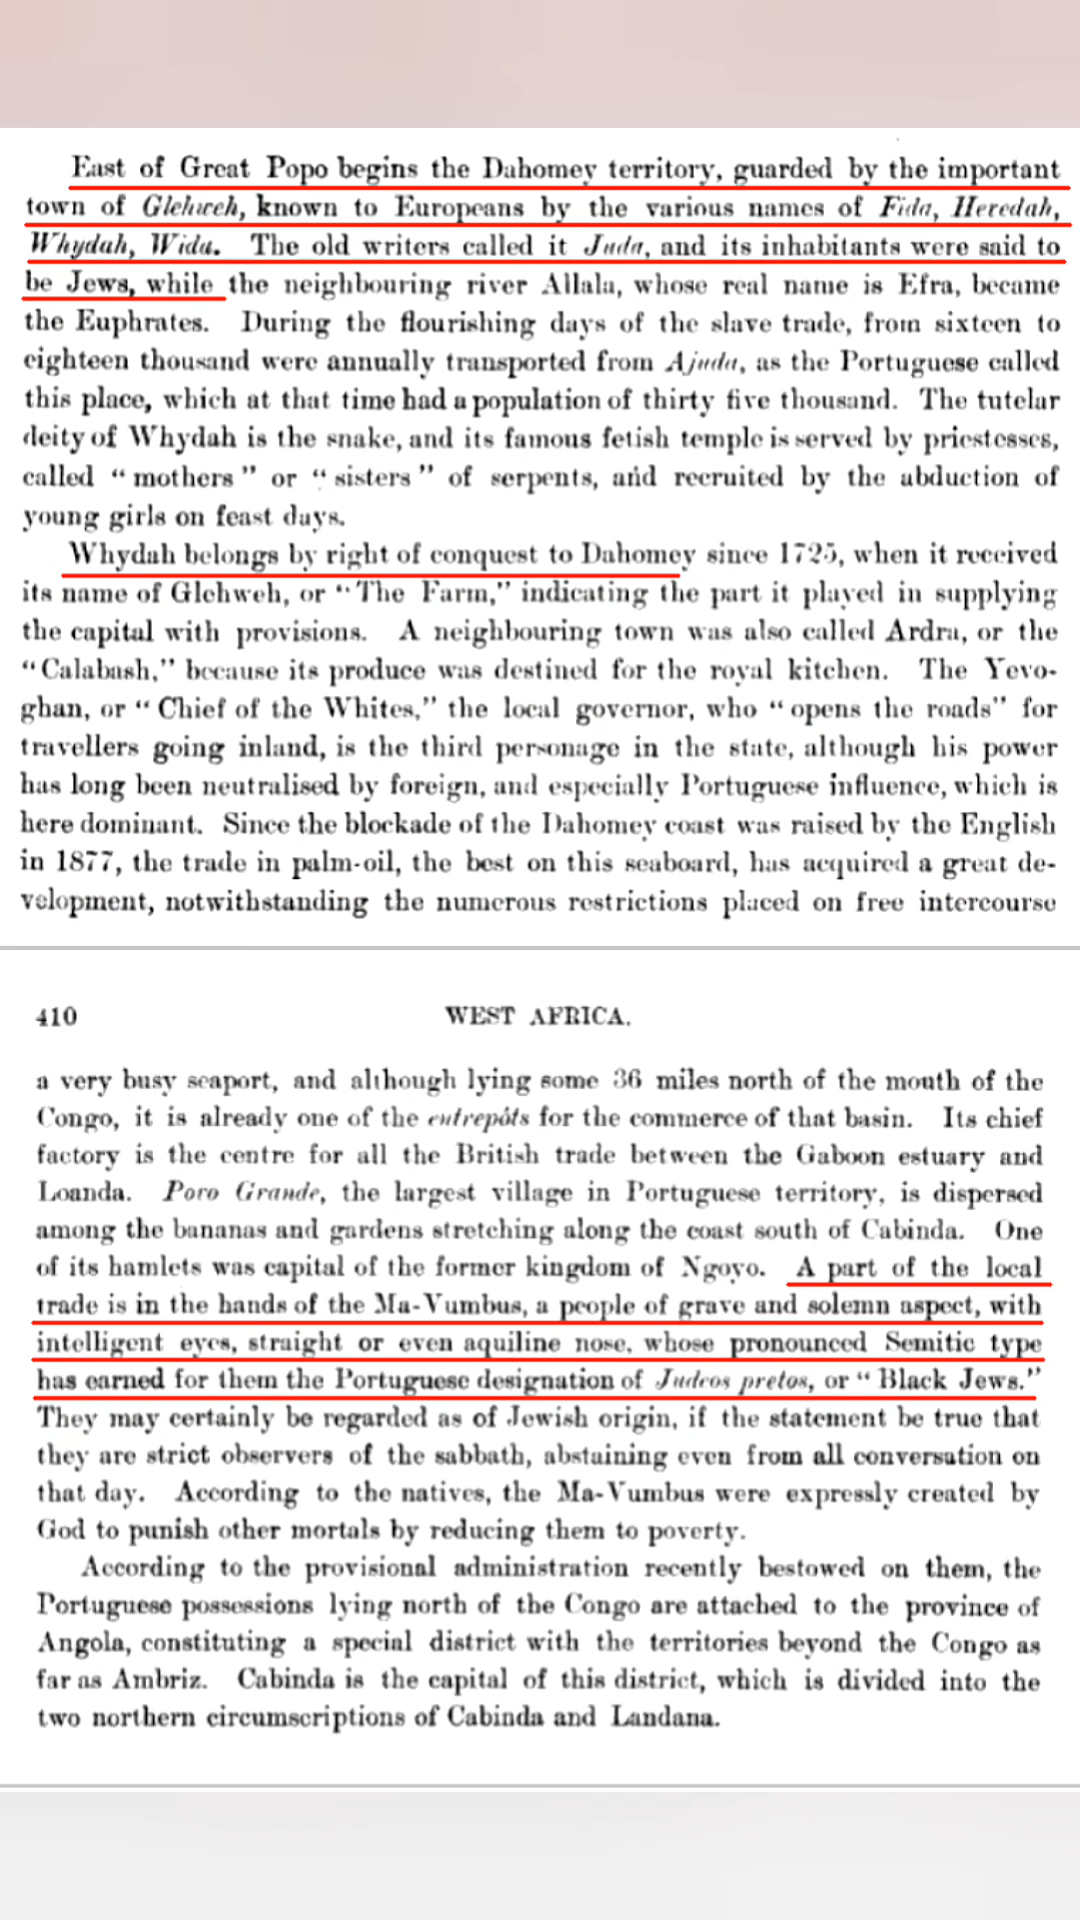 East of Great Popo begins the Dahomey territory, guarded by the important
town of Glehweh, known to Europeans by the various names of Fida, Heredah,
Whydah, Wida. The old writers called it Juda, and its inhabitants were said to
be Jews, while the neighbouring river Allala, whose real name is Efra, became
the Euphrates. During the flourishing days of the slave trade, from sixteen to
eighteen thousand were annually transported from Ajuda, as the Portuguese called
this place, which at that time had a population of thirty five thousand. The tutelar
deity of Whydah is the snake, and its famous fetish temple is served by priestesses,
called "mothers" or "sisters" of serpents, and recruited by the abduction of
young girls on feast days.
Whydah belongs by right of conquest to Dahomey since 1725, when it received
its name of Glehweh, or "The Farm," indicating the part it played in supplying
the capital with provisions. A neighbouring town was also called Ardra, or the
"Calabash," because its produce was destined for the royal kitchen. The Yevo-
ghan, or "Chief of the Whites," the local governor, who "opens the roads" for
travellers going inland, is the third personage in the state, although his power
has long been neutralised by foreign, and especially Portuguese influence, which is
here dominant. Since the blockade of the Dahomey coast was raised by the English
in 1877, the trade in palm-oil, the best on this seaboard, has acquired a great de-
velopment, notwithstanding the numerous restrictions placed on free intercourse
410 WEST AFRICA.
a very busy seaport, and although lying some 36 miles north of the mouth of the
Congo, it is already one of the entrepôts for the commerce of that basin. Its chief
factory is the centre for all the British trade between the Gaboon estuary and
Loanda. Poro Grande, the largest village in Portuguese territory, is dispersed
among the bananas and gardens stretching along the coast south of Cabinda. One
of its hamlets was capital of the former kingdom of Ngoyo. A part of the local
trade is in the hands of the Ma-Vumbus, a people of grave and solemn aspect, with
intelligent eyes, straight or even aquiline nose, whose pronounced Semitic type
has earned for them the Portuguese designation of Judeos pretos, or "Black Jews."
They may certainly be regarded as of Jewish origin, if the statement be true that
they are strict observers of the sabbath, abstaining even from all conversation on
that day. According to the natives, the Ma-Vumbus were expressly created by
God to punish other mortals by reducing them to poverty.
According to the provisional administration recently bestowed on them, the
Portuguese possessions lying north of the Congo are attached to the province of
Angola, constituting a special district with the territories beyond the Congo as
far as Ambriz. Cabinda is the capital of this district, which is divided into the
two northern circumscriptions of Cabinda and Landana.